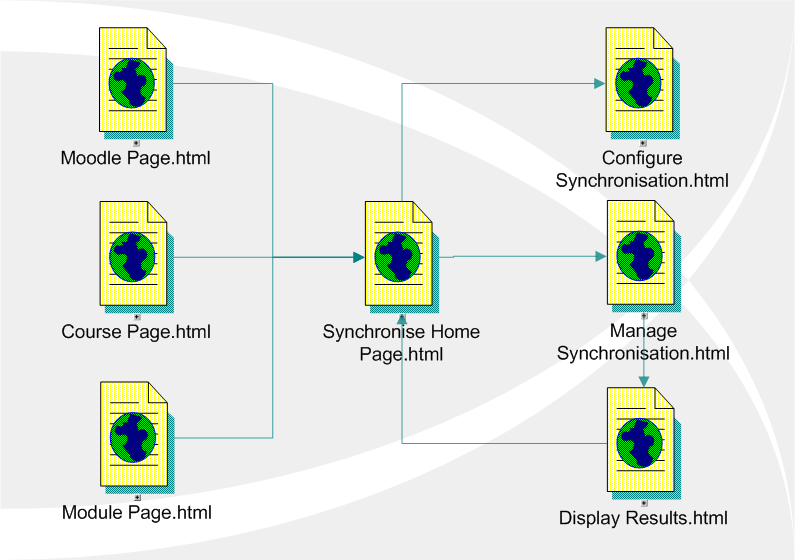 Moodle Page.html
Configure
Synchronisation.html
Course Page.html
Synchronise Home
Page.html
Manage
Synchronisation.html
Module Page.html
Display Results.html